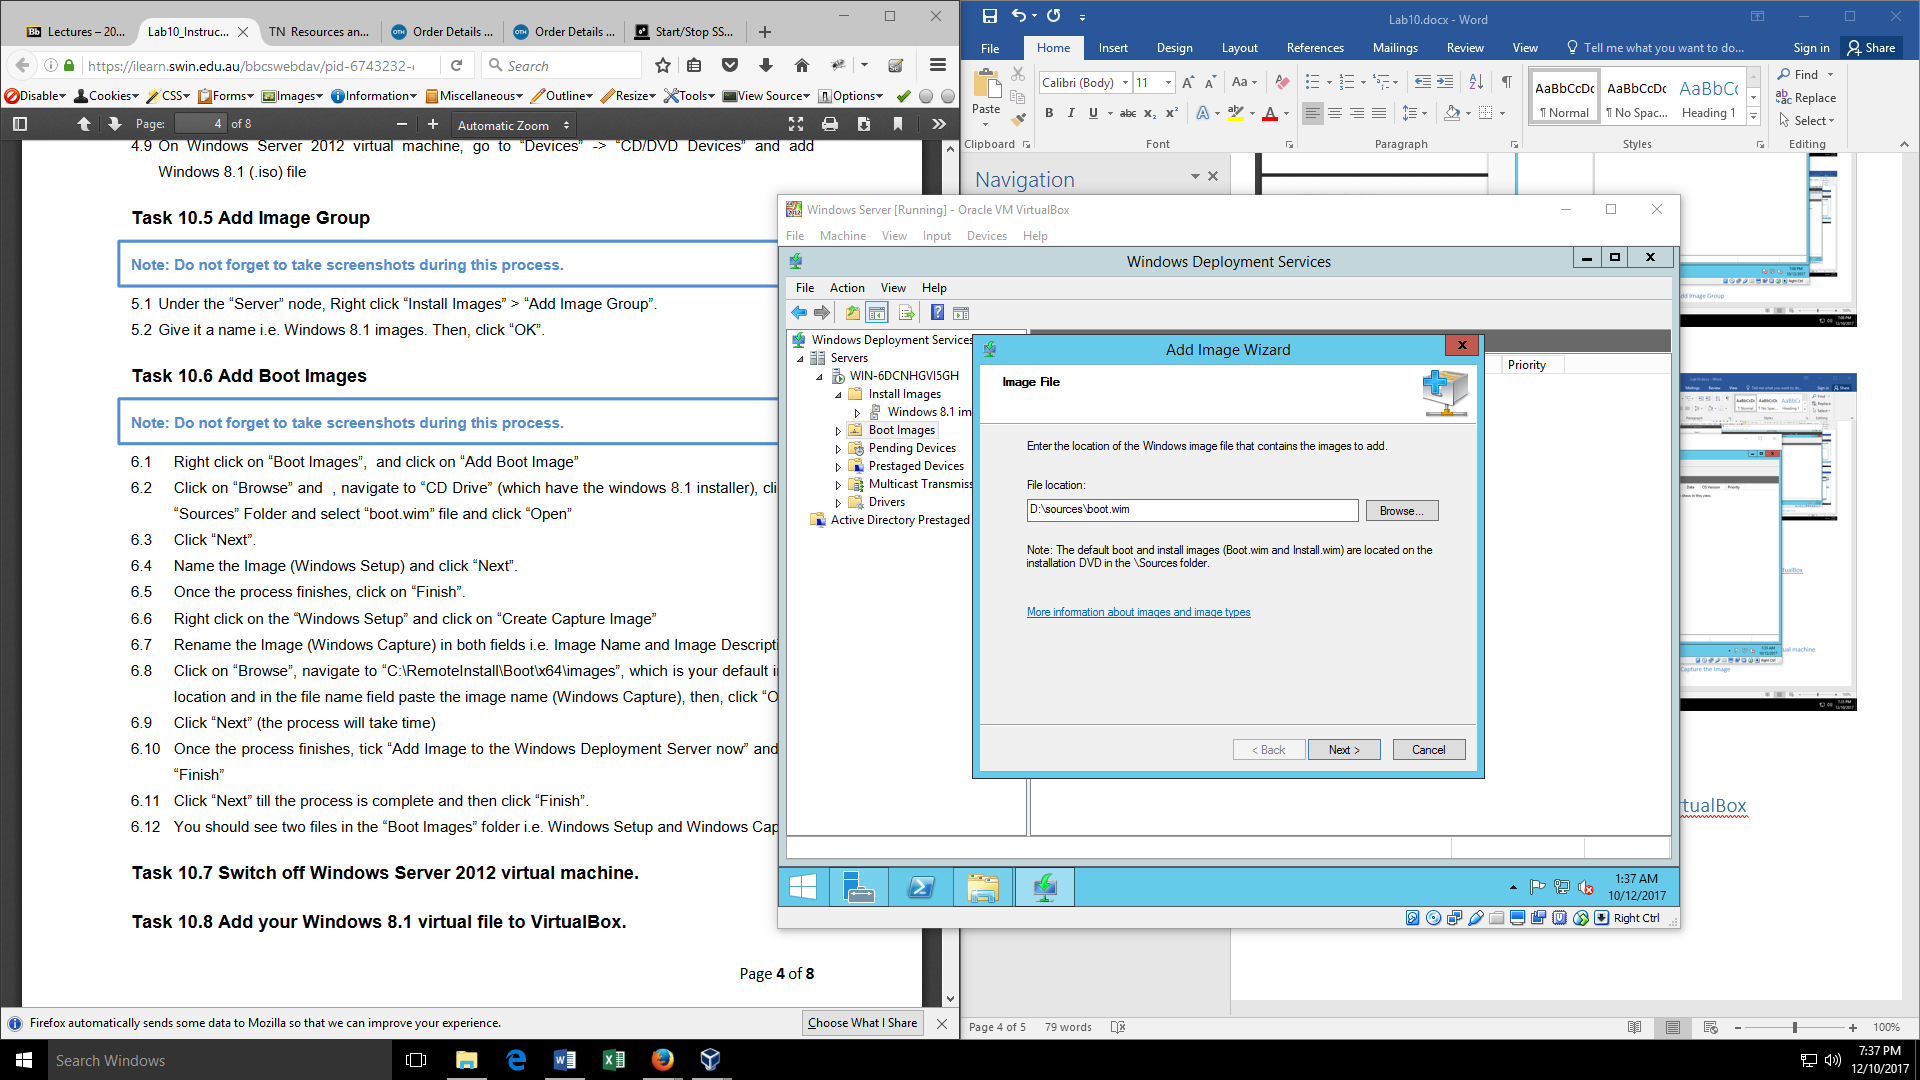 Lectures – 20...
Lab10_Instruc...
TN Resources an...
Order Details ...
Order Details ...
Start/Stop SS...
https://ilearn.swin.edu.au/bbcswebdav/pid-6743232-
Search
Disable
Cookies
CSS
Forms
Images
Information
Miscellaneous
Outline
Resize
Tools
View Source
Options
Page: 4 of 8
Automatic Zoom
4.9 On Windows Server 2012 virtual machine, go to “Devices” -> “CD/DVD Devices” and add
Windows 8.1 (.iso) file
Task 10.5 Add Image Group
Note: Do not forget to take screenshots during this process.
5.1 Under the “Server” node, Right click “Install Images” > “Add Image Group”.
5.2 Give it a name i.e. Windows 8.1 images. Then, click “OK”.
Task 10.6 Add Boot Images
Note: Do not forget to take screenshots during this process.
6.1 Right click on “Boot Images”, and click on “Add Boot Image”
6.2 Click on “Browse” and , navigate to “CD Drive” (which have the windows 8.1 installer), cli
“Sources” Folder and select “boot.wim” file and click “Open”
6.3 Click “Next”.
6.4 Name the Image (Windows Setup) and click “Next”.
6.5 Once the process finishes, click on “Finish”.
6.6 Right click on the “Windows Setup” and click on “Create Capture Image”
6.7 Rename the Image (Windows Capture) in both fields i.e. Image Name and Image Descripti
6.8 Click on “Browse”, navigate to “C:\RemoteInstall\Boot\x64\images”, which is your default i
location and in the file name field paste the image name (Windows Capture), then, click “O
6.9 Click “Next” (the process will take time)
6.10 Once the process finishes, tick “Add Image to the Windows Deployment Server now” and
“Finish”
6.11 Click “Next” till the process is complete and then click “Finish”.
6.12 You should see two files in the “Boot Images” folder i.e. Windows Setup and Windows Cap
Task 10.7 Switch off Windows Server 2012 virtual machine.
Task 10.8 Add your Windows 8.1 virtual file to VirtualBox.
Page 4 of 8
Firefox automatically sends some data to Mozilla so that we can improve your experience.
Choose What I Share
Lab10.docx - Word
File
Home
Insert
Design
Layout
References
Mailings
Review
View
Tell me what you want to do...
Sign in
Share
Paste
Calibri (Body)
11
AaBbCcDc
AaBbCcDc
AaBbC
¶ Normal
¶ No Spac...
Heading 1
Find
Replace
Select
Clipboard
Font
Paragraph
Styles
Editing
Navigation
Windows Server [Running] - Oracle VM VirtualBox
File
Machine
View
Input
Devices
Help
Windows Deployment Services
File
Action
View
Help
Windows Deployment Services
Servers
WIN-6DCNHGVI5GH
Install Images
Windows 8.1 im
Boot Images
Pending Devices
Prestaged Devices
Multicast Transmiss
Drivers
Active Directory Prestaged
Priority
Add Image Wizard
Image File
Enter the location of the Windows image file that contains the images to add.
File location:
D:\sources\boot.wim
Browse...
Note: The default boot and install images (Boot.wim and Install.wim) are located on the
installation DVD in the \Sources folder.
More information about images and image types
< Back
Next >
Cancel
1:37 AM
10/12/2017
Right Ctrl
Add Image Group
Capture the Image
tualBox
Page 4 of 5
79 words
100%
Search Windows
7:37 PM
12/10/2017